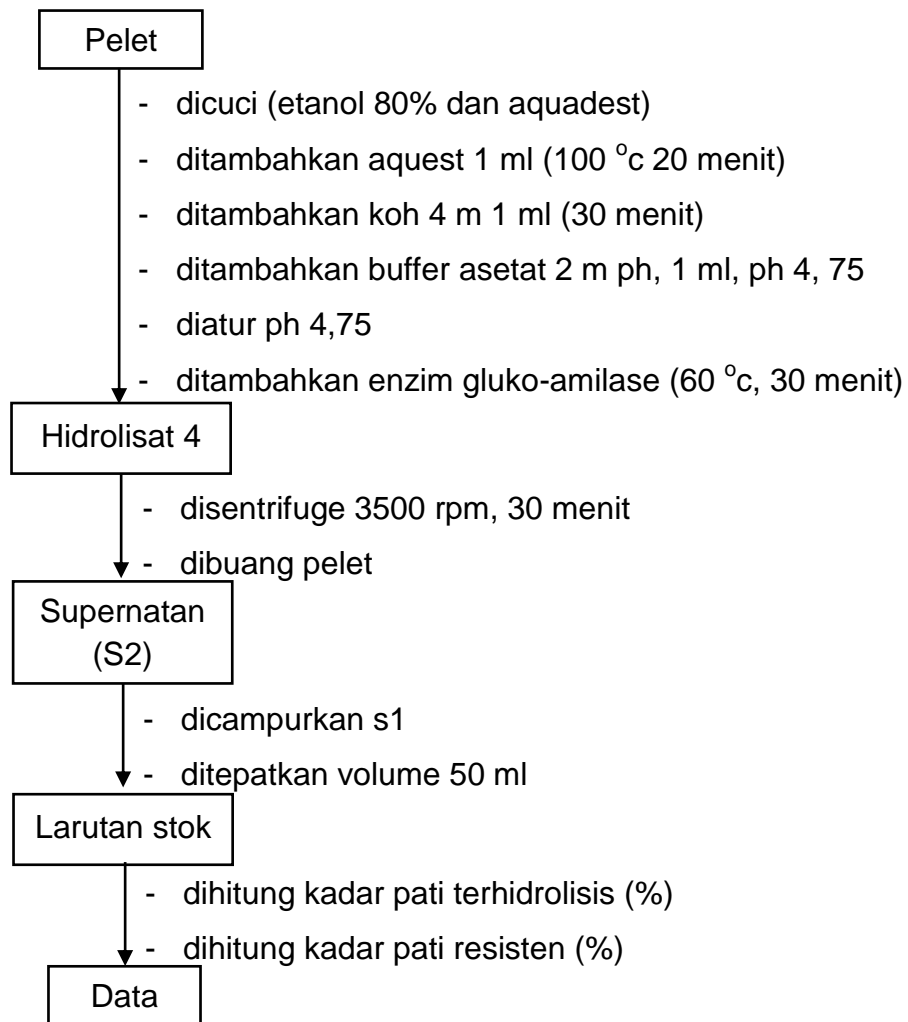 Pelet
- dicuci (etanol 80% dan aquadest)
- ditambahkan aquest 1 ml (100 °c 20 menit)
- ditambahkan koh 4 m 1 ml (30 menit)
- ditambahkan buffer asetat 2 m ph, 1 ml, ph 4, 75
- diatur ph 4,75
- ditambahkan enzim gluko-amilase (60 °c, 30 menit)
Hidrolisat 4
- disentrifuge 3500 rpm, 30 menit
- dibuang pelet
Supernatan
(S2)
- dicampurkan s1
- ditepatkan volume 50 ml
Larutan stok
- dihitung kadar pati terhidrolisis (%)
- dihitung kadar pati resisten (%)
Data